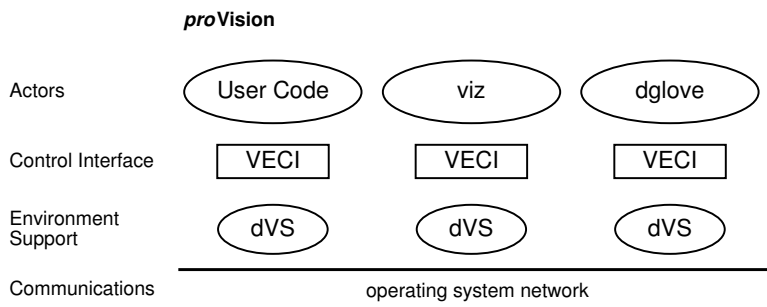 proVision
Actors User Code viz dglove
Control Interface VECI VECI VECI
Environment
Support dVS dVS dVS
Communications operating system network